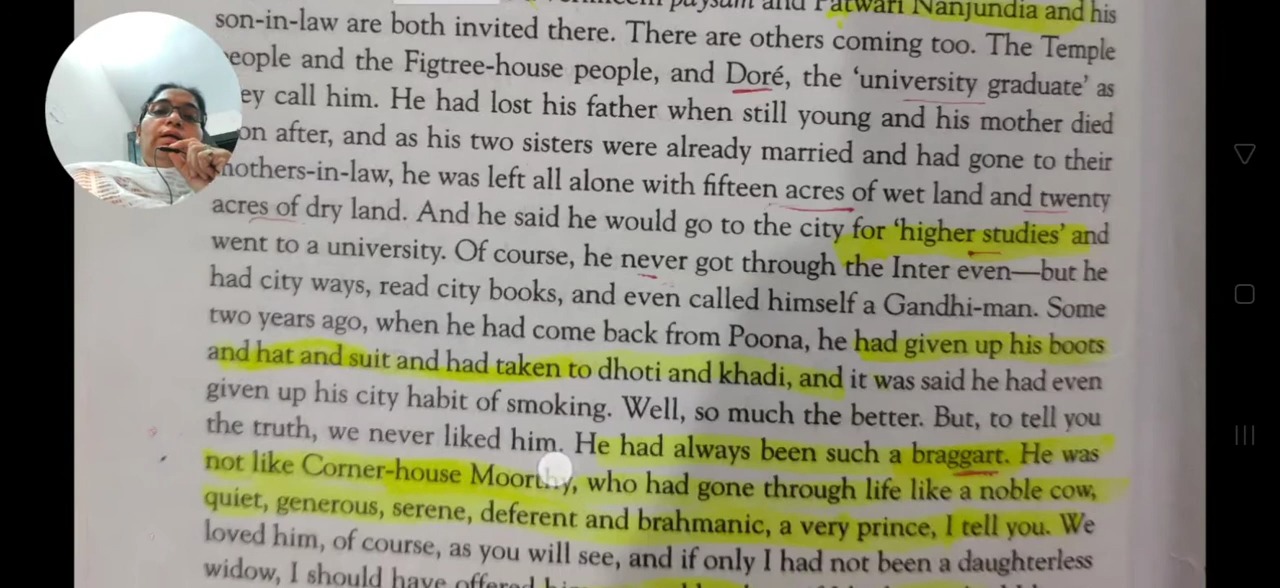 paysam and Patwari Nanjundia and his
son-in-law are both invited there. There are others coming too. The Temple
eople and the Figtree-house people, and Doré, the ‘university graduate’ as
ey call him. He had lost his father when still young and his mother died
on after, and as his two sisters were already married and had gone to their
mothers-in-law, he was left all alone with fifteen acres of wet land and twenty
acres of dry land. And he said he would go to the city for ‘higher studies’ and
went to a university. Of course, he never got through the Inter even—but he
had city ways, read city books, and even called himself a Gandhi-man. Some
two years ago, when he had come back from Poona, he had given up his boots
and hat and suit and had taken to dhoti and khadi, and it was said he had even
given up his city habit of smoking. Well, so much the better. But, to tell you
the truth, we never liked him. He had always been such a braggart. He was
not like Corner-house Moorthy, who had gone through life like a noble cow,
quiet, generous, serene, deferent and brahmanic, a very prince, I tell you. We
loved him, of course, as you will see, and if only I had not been a daughterless
widow, I should have offered